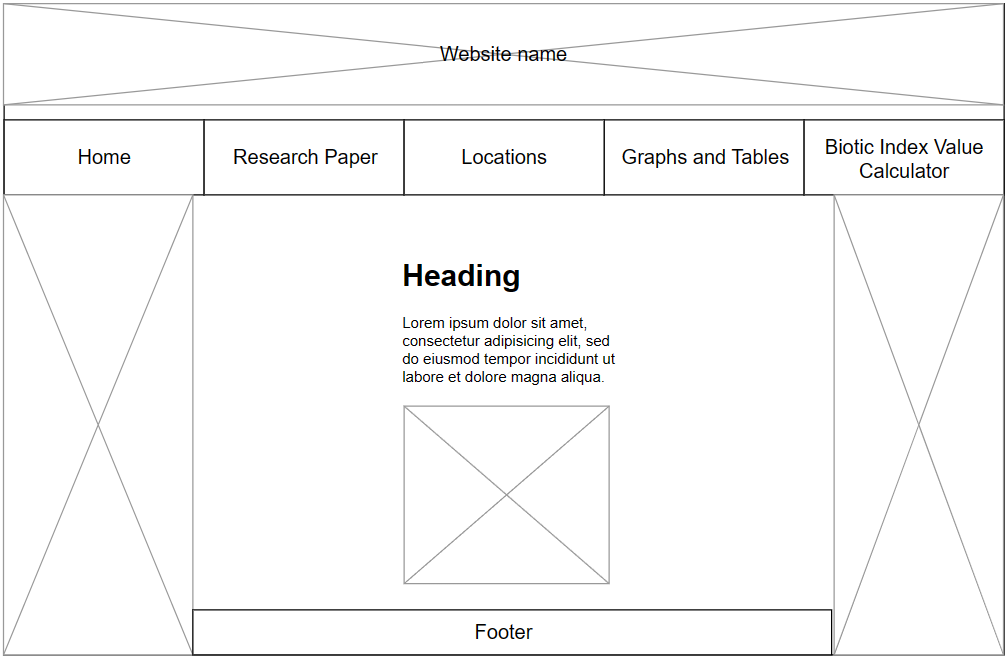 Website name
Home
Research Paper
Locations
Graphs and Tables
Biotic Index Value
Calculator
Heading
Lorem ipsum dolor sit amet,
consectetur adipisicing elit, sed
do eiusmod tempor incididunt ut
labore et dolore magna aliqua.
Footer